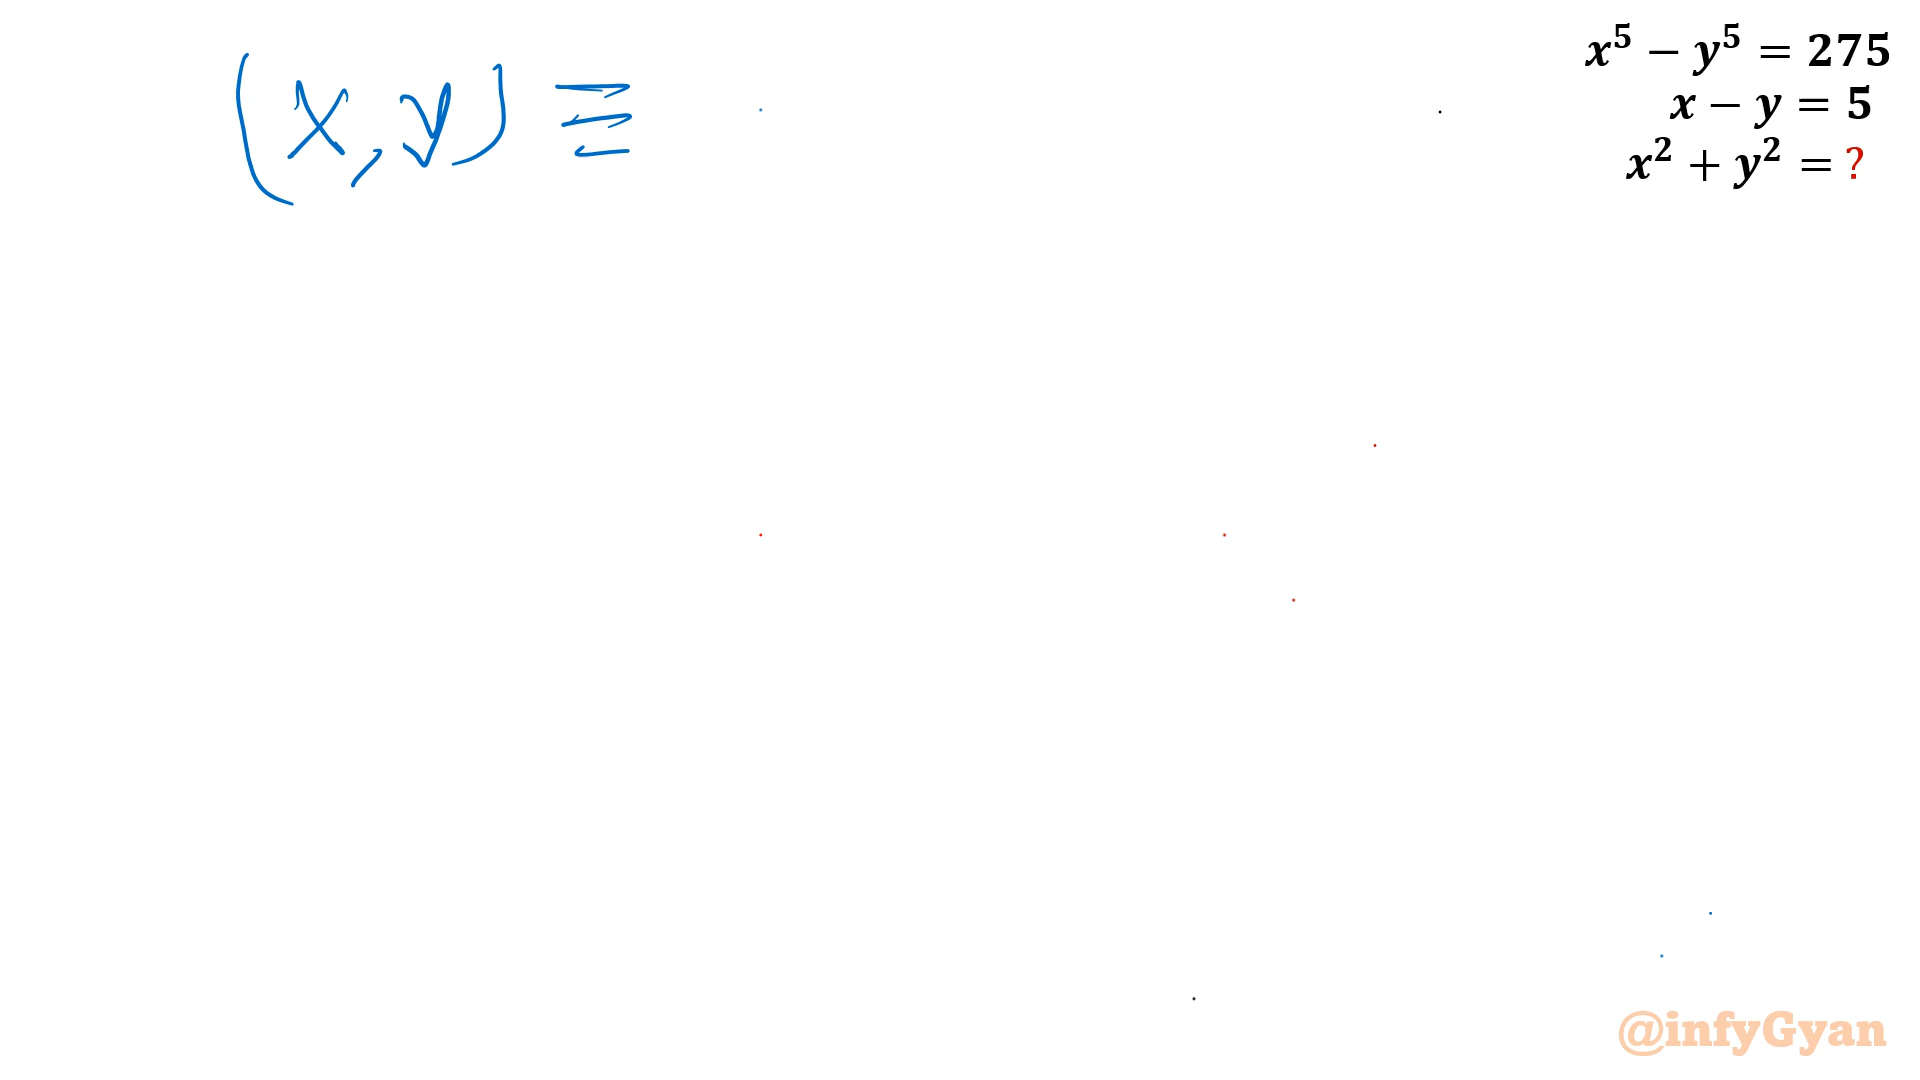 (x, y) ≡
x⁵ − y⁵ = 275
x − y = 5
x² + y² = ?
@infyGyan